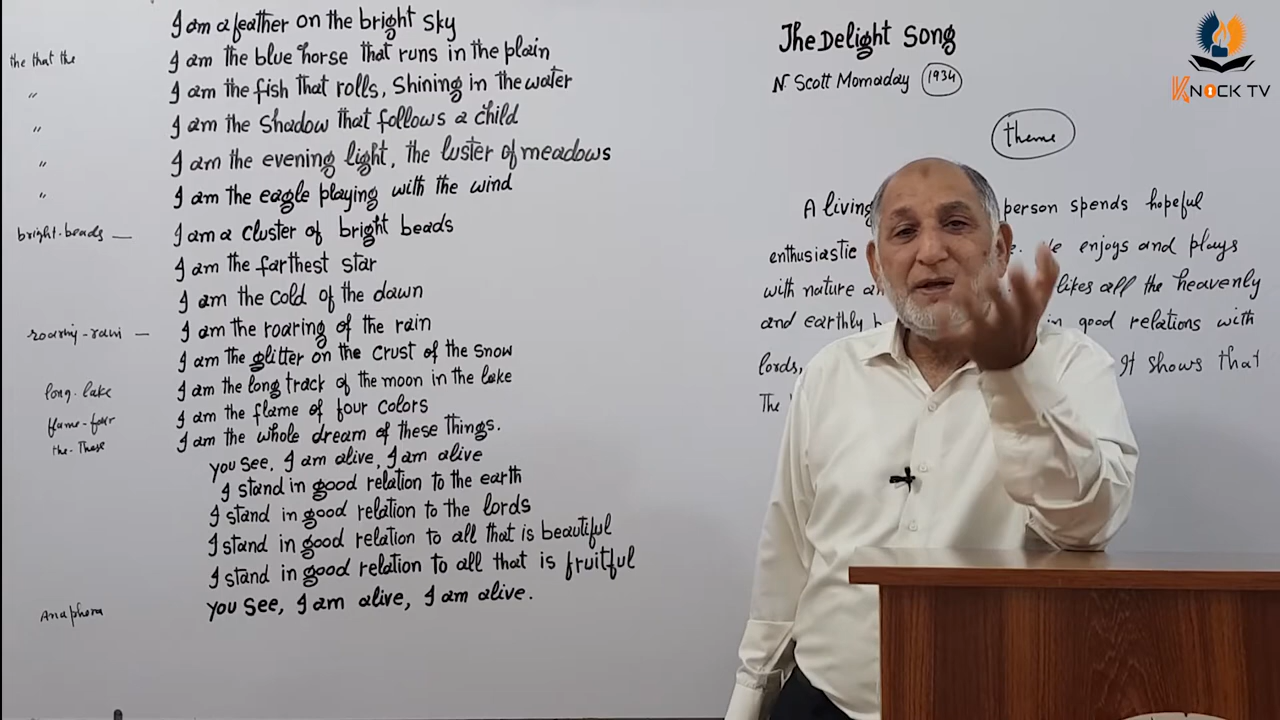 I am a feather on the bright sky
the that the
I am the blue horse that runs in the plain
"
I am the fish that rolls, shining in the water
"
I am the shadow that follows a child
"
I am the evening light, the luster of meadows
"
I am the eagle playing with the wind
bright-beads —
I am a cluster of bright beads
I am the farthest star
I am the cold of the dawn
roaring-rain —
I am the roaring of the rain
I am the glitter on the crust of the snow
long-lake
I am the long track of the moon in the lake
flame-four
I am the flame of four colors
the-These
I am the whole dream of these things.
you see, I am alive, I am alive
I stand in good relation to the earth
I stand in good relation to the lords
I stand in good relation to all that is beautiful
I stand in good relation to all that is fruitful
Anaphora
you see, I am alive, I am alive.
The Delight Song
N. Scott Momaday 1934
theme
A living person spends hopeful
enthusiastic enjoys and plays
with nature likes all the heavenly
and earthly in good relations with
lords, It shows that
The
KNOCK TV